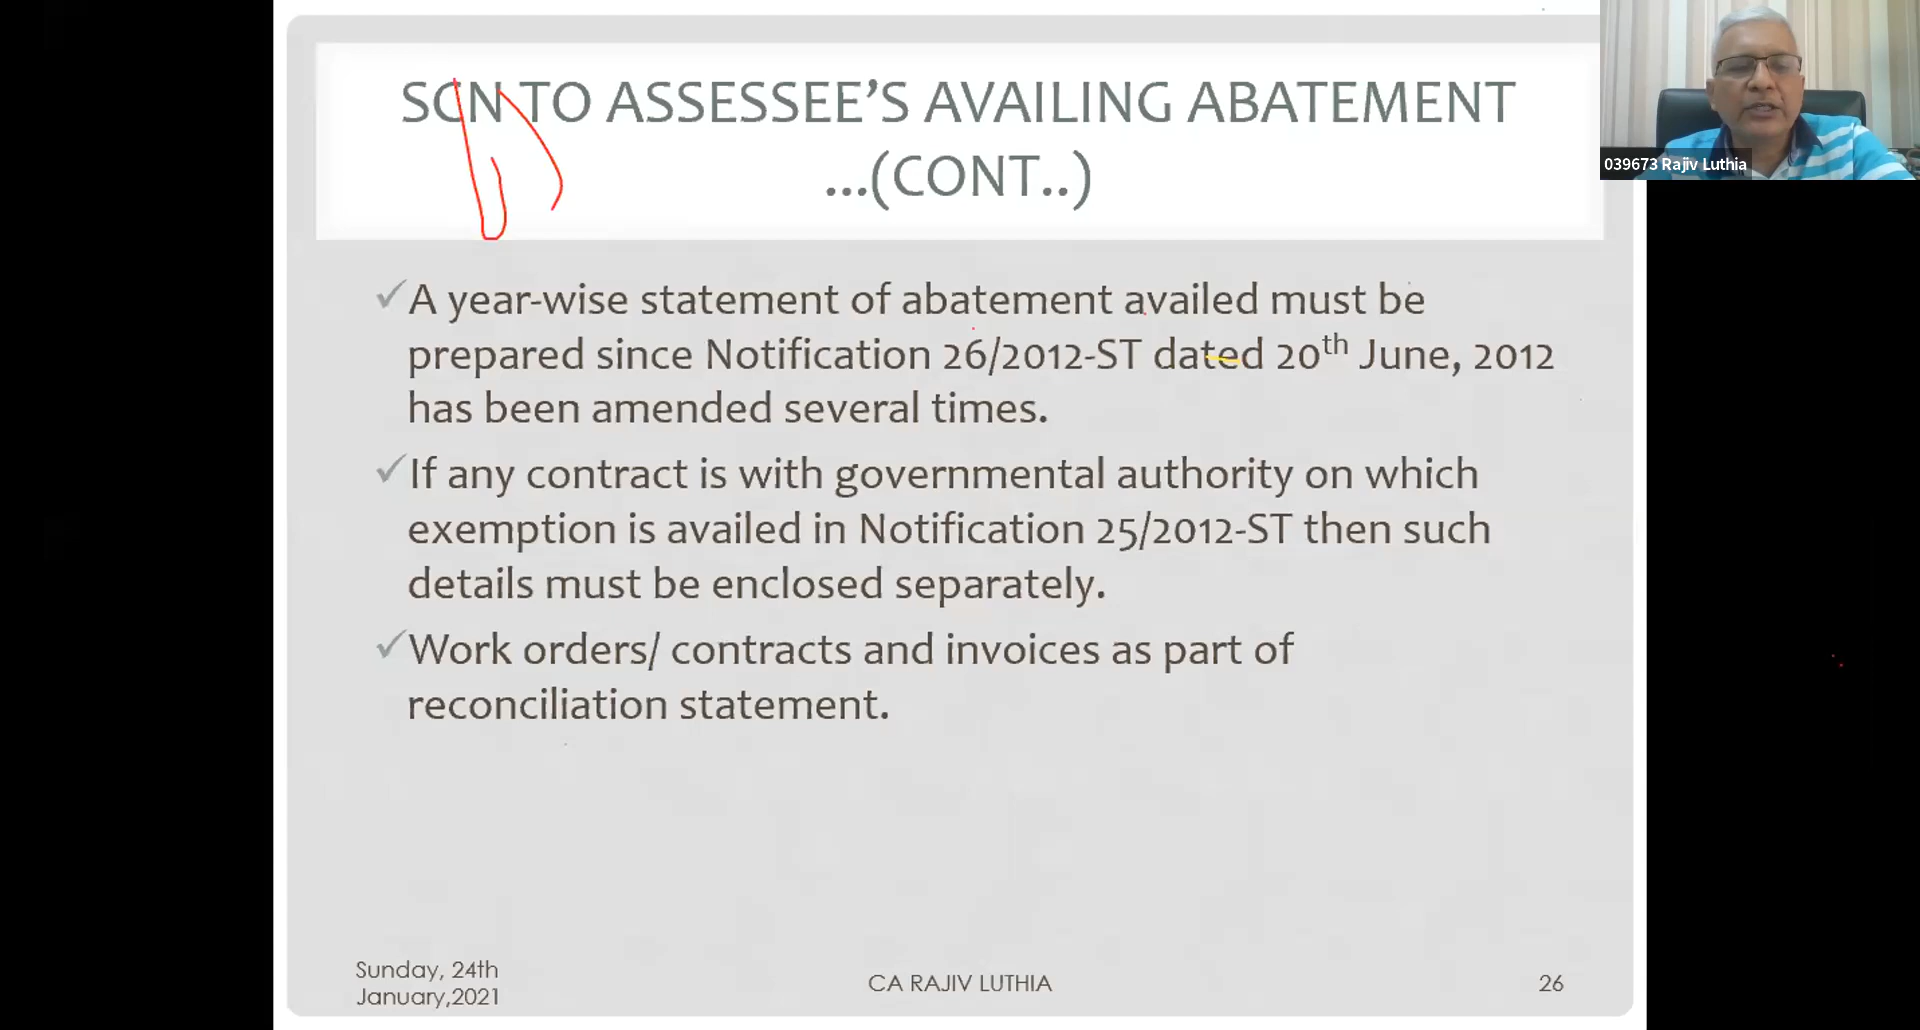 SCN TO ASSESSEE’S AVAILING ABATEMENT
...(CONT..)
039673 Rajiv Luthia
✓A year-wise statement of abatement availed must be
prepared since Notification 26/2012-ST dated 20th June, 2012
has been amended several times.
✓If any contract is with governmental authority on which
exemption is availed in Notification 25/2012-ST then such
details must be enclosed separately.
✓Work orders/ contracts and invoices as part of
reconciliation statement.
Sunday, 24th
January,2021
CA RAJIV LUTHIA
26